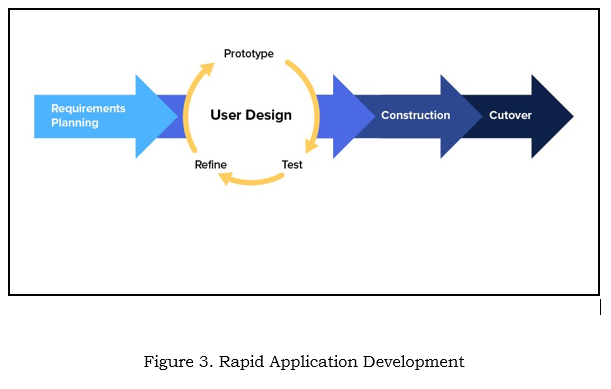 Prototype
Requirements
Planning
User Design
Construction
Cutover
Refine
Test
Figure 3. Rapid Application Development